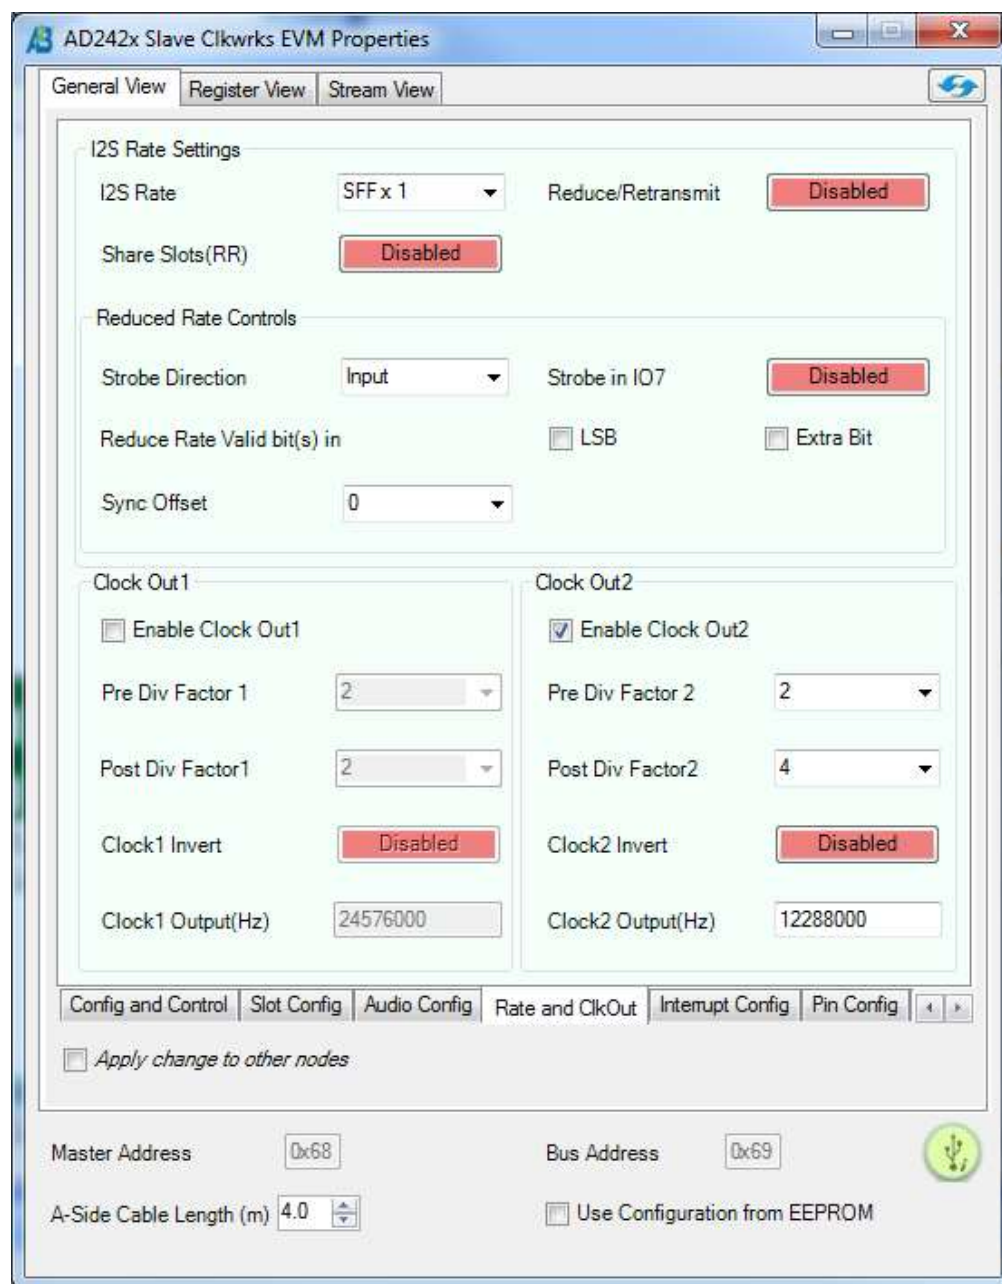 AD242x Slave Clkwrks EVM Properties
General View Register View Stream View
I2S Rate Settings
I2S Rate SFF x 1 Reduce/Retransmit Disabled
Share Slots(RR) Disabled
Reduced Rate Controls
Strobe Direction Input Strobe in IO7 Disabled
Reduce Rate Valid bit(s) in LSB Extra Bit
Sync Offset 0
Clock Out1 Clock Out2
Enable Clock Out1 Enable Clock Out2
Pre Div Factor 1 2 Pre Div Factor 2 2
Post Div Factor1 2 Post Div Factor2 4
Clock1 Invert Disabled Clock2 Invert Disabled
Clock1 Output(Hz) 24576000 Clock2 Output(Hz) 12288000
Config and Control Slot Config Audio Config Rate and ClkOut Interrupt Config Pin Config
Apply change to other nodes
Master Address 0x68 Bus Address 0x69
A-Side Cable Length (m) 4.0 Use Configuration from EEPROM